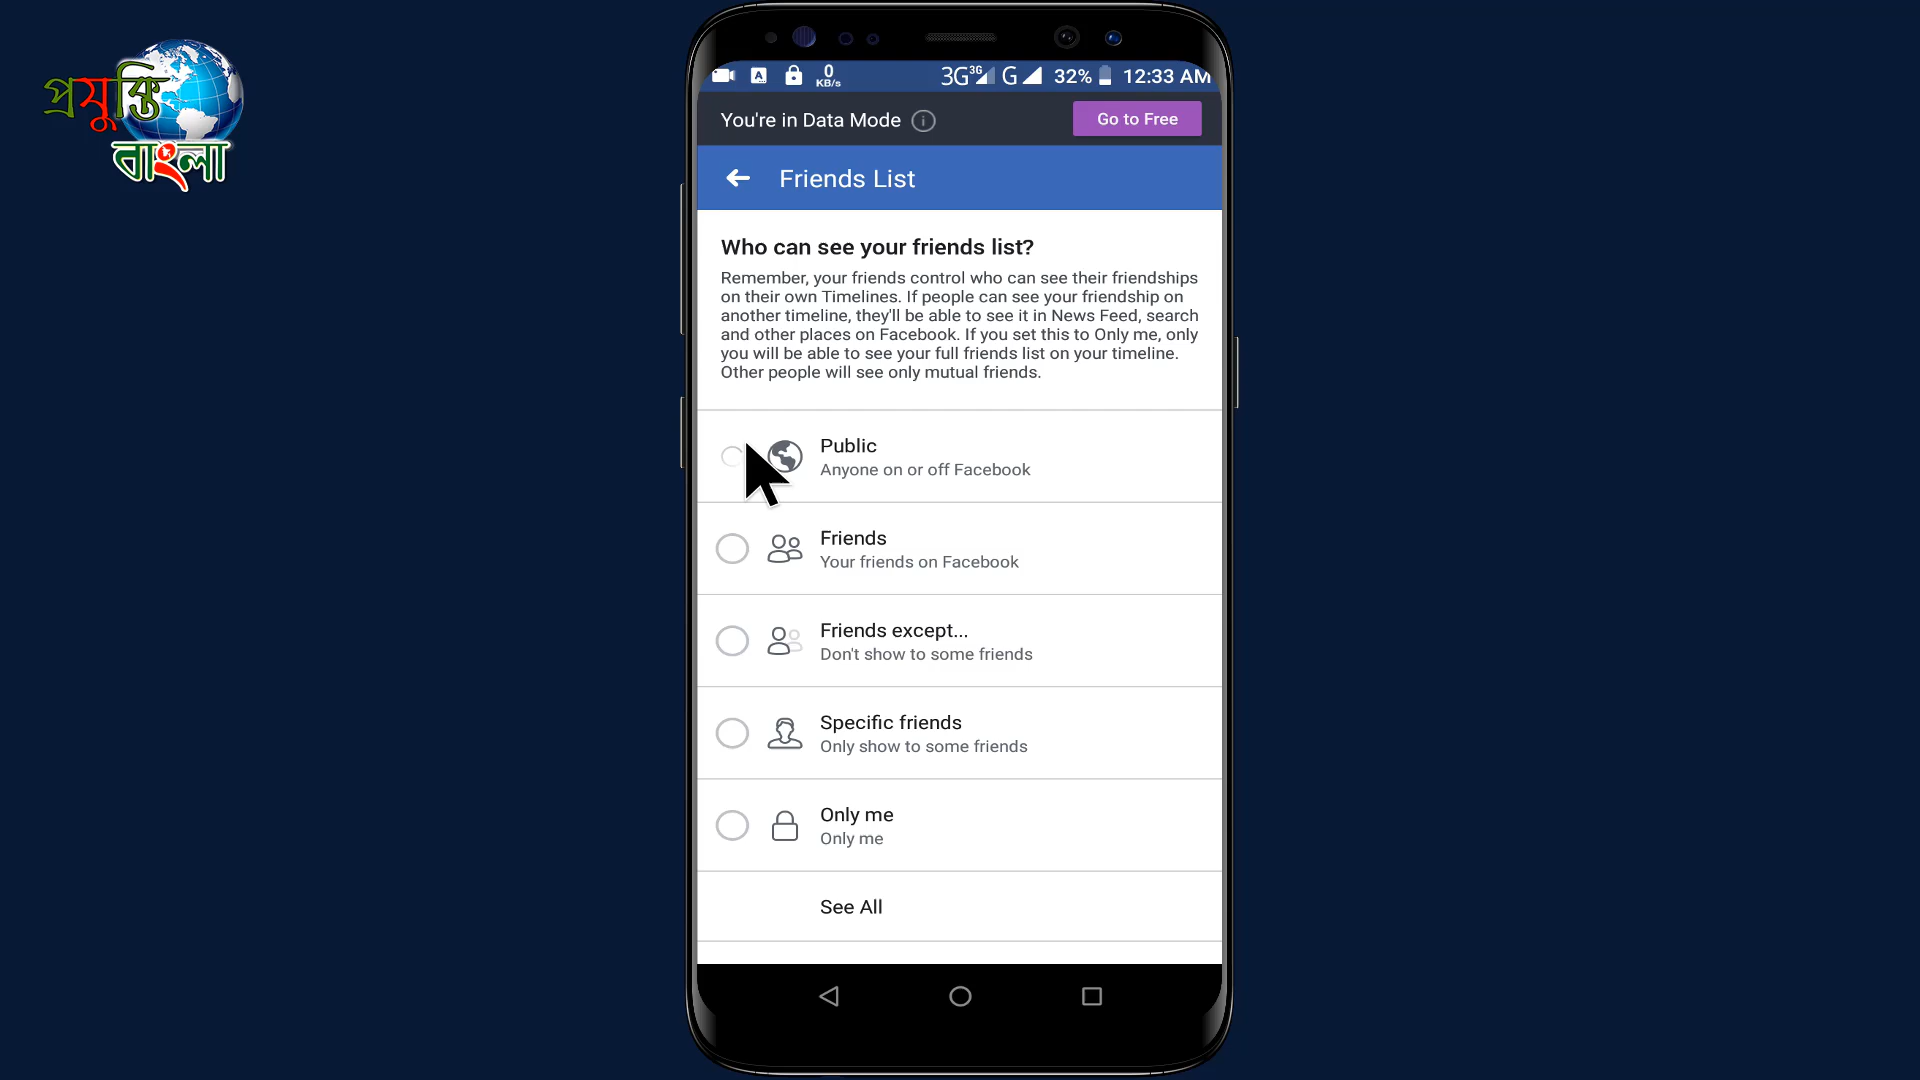 প্রযুক্তি
বাংলা
0
KB/s
3G 3G G 32% 12:33 AM
You're in Data Mode
Go to Free
Friends List
Who can see your friends list?
Remember, your friends control who can see their friendships
on their own Timelines. If people can see your friendship on
another timeline, they'll be able to see it in News Feed, search
and other places on Facebook. If you set this to Only me, only
you will be able to see your full friends list on your timeline.
Other people will see only mutual friends.
Public
Anyone on or off Facebook
Friends
Your friends on Facebook
Friends except...
Don't show to some friends
Specific friends
Only show to some friends
Only me
Only me
See All